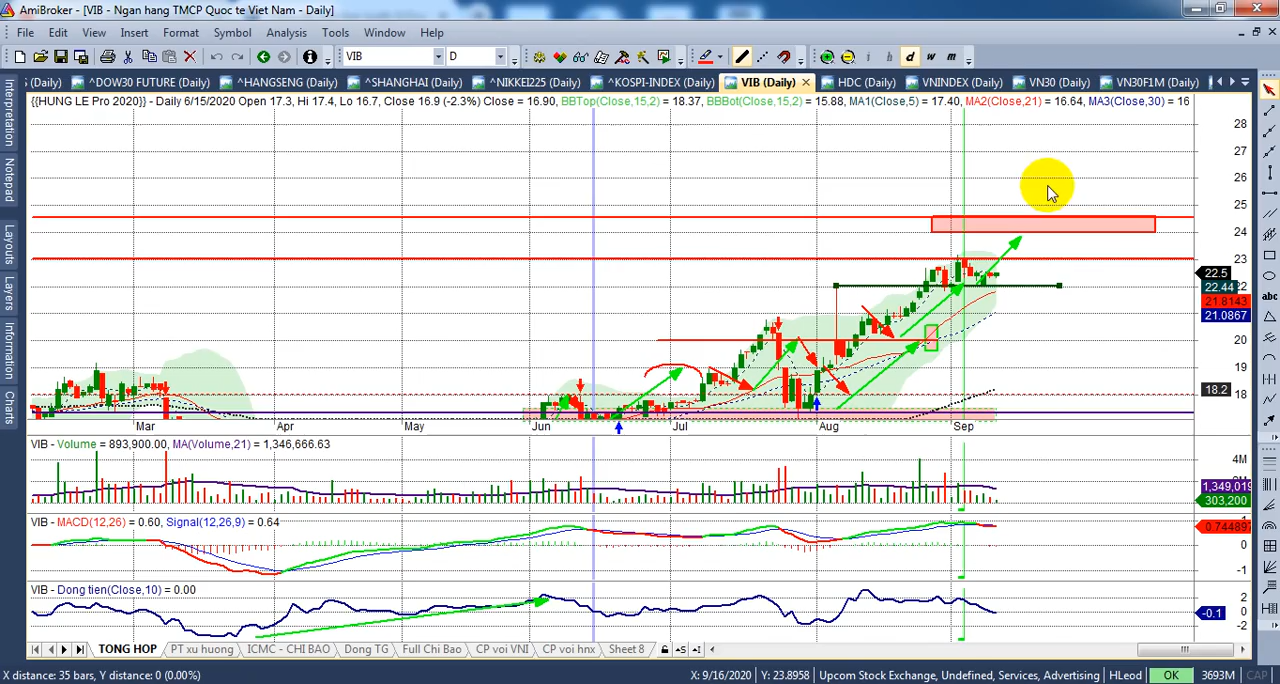 AmiBroker - [VIB - Ngan hang TMCP Quoc te Viet Nam - Daily]
File Edit View Insert Format Symbol Analysis Tools Window Help
VIB D d w m
(Daily) ^DOW30 FUTURE (Daily) ^HANGSENG (Daily) ^SHANGHAI (Daily) ^NIKKEI225 (Daily) ^KOSPI-INDEX (Daily) VIB (Daily) HDC (Daily) VNINDEX (Daily) VN30 (Daily) VN30F1M (Daily)
{{HUNG LE Pro 2020}} - Daily 6/15/2020 Open 17.3, Hi 17.4, Lo 16.7, Close 16.9 (-2.3%) Close = 16.90, BBTop(Close,15,2) = 18.37, BBBot(Close,15,2) = 15.88, MA1(Close,5) = 17.40, MA2(Close,21) = 16.64, MA3(Close,30) = 16
Interpretation
Notepad
Layouts
Layers
Information
Charts
28
27
26
25
24
23
22.5
22.44
22
21.8143
21.0867
20
19
18.2
18
Mar Apr May Jun Jul Aug Sep
VIB - Volume = 893,900.00, MA(Volume,21) = 1,346,666.63
4M
1,349,019
303,200
VIB - MACD(12,26) = 0.60, Signal(12,26,9) = 0.64
0.744897
0
-1
VIB - Dong tien(Close,10) = 0.00
2
0
-0.1
-2
TONG HOP PT xu huong ICMC - CHI BAO Dong TG Full Chi Bao CP voi VNI CP voi hnx Sheet 8
X distance: 35 bars, Y distance: 0 (0.00%) X: 9/16/2020 Y: 23.8958 Upcom Stock Exchange, Undefined, Services, Advertising HLeod OK 3693M CAP
abc